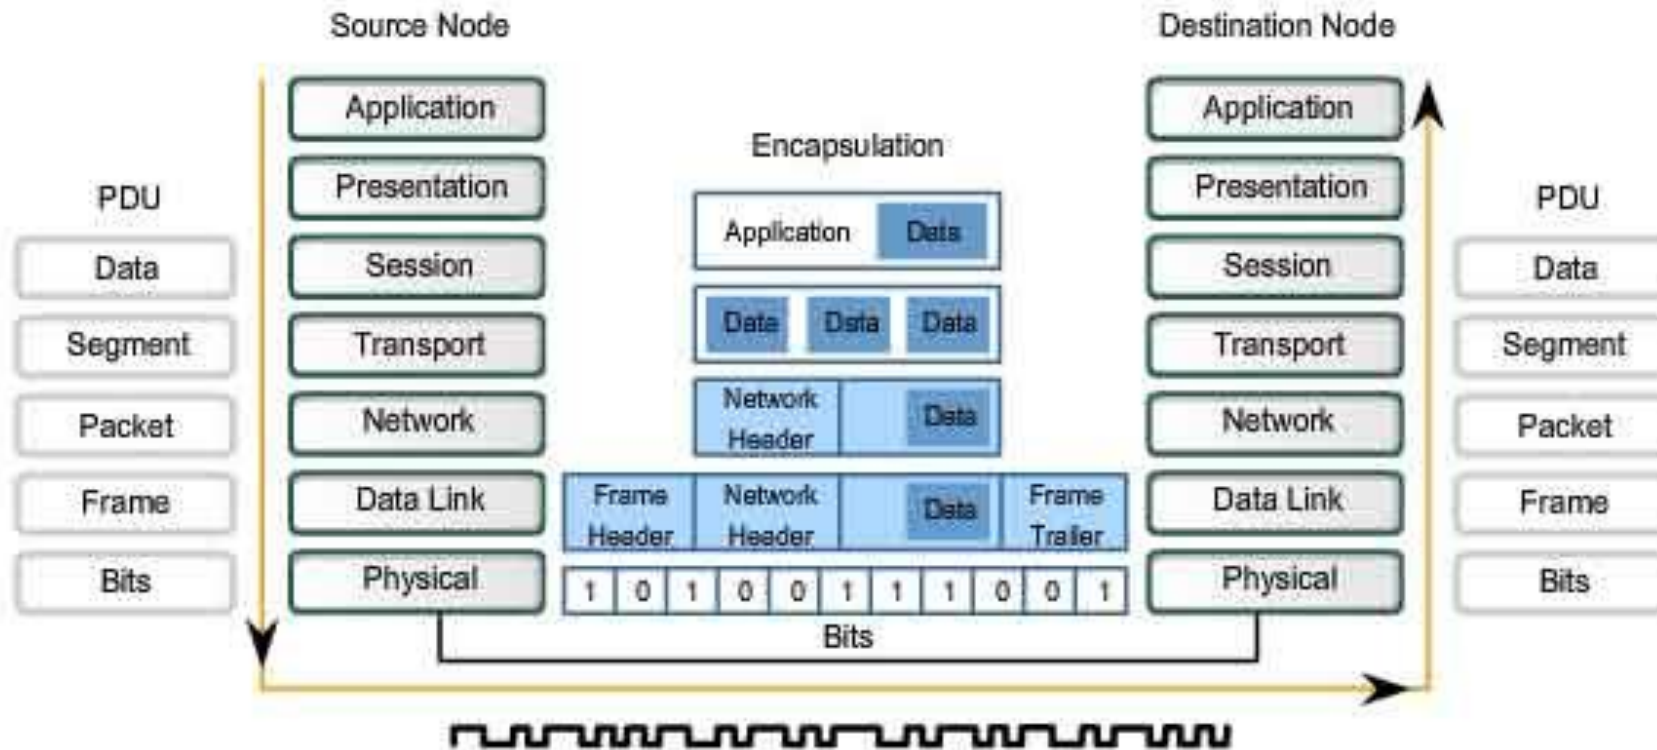 Source Node
Destination Node
Application
Presentation
Session
Transport
Network
Data Link
Physical
PDU
Data
Segment
Packet
Frame
Bits
Encapsulation
Application Data
Data Data Data
Network Header Data
Frame Header Network Header Data Frame Trailer
1 0 1 0 0 1 1 1 0 0 1
Bits
Application
Presentation
Session
Transport
Network
Data Link
Physical
PDU
Data
Segment
Packet
Frame
Bits